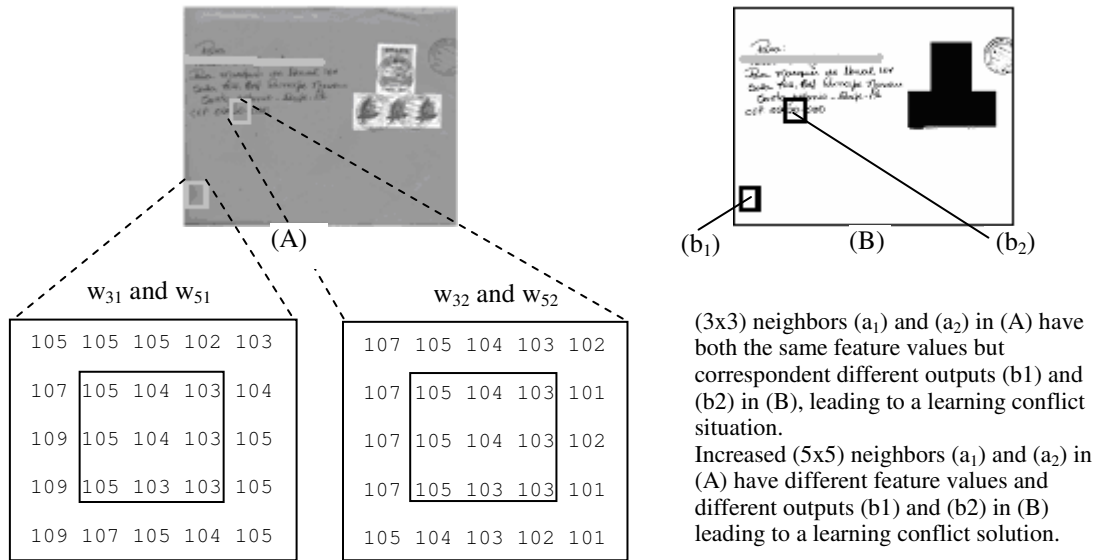 Para:
(A)
(b₁)
(B)
(b₂)
w₃₁ and w₅₁
105 105 105 102 103
107 105 104 103 104
109 105 104 103 105
109 105 103 103 105
109 107 105 104 105
w₃₂ and w₅₂
107 105 104 103 102
107 105 104 103 101
107 105 104 103 102
107 105 103 103 101
105 104 103 102 101
(3x3) neighbors (a₁) and (a₂) in (A) have
both the same feature values but
correspondent different outputs (b1) and
(b2) in (B), leading to a learning conflict
situation.
Increased (5x5) neighbors (a₁) and (a₂) in
(A) have different feature values and
different outputs (b1) and (b2) in (B)
leading to a learning conflict solution.